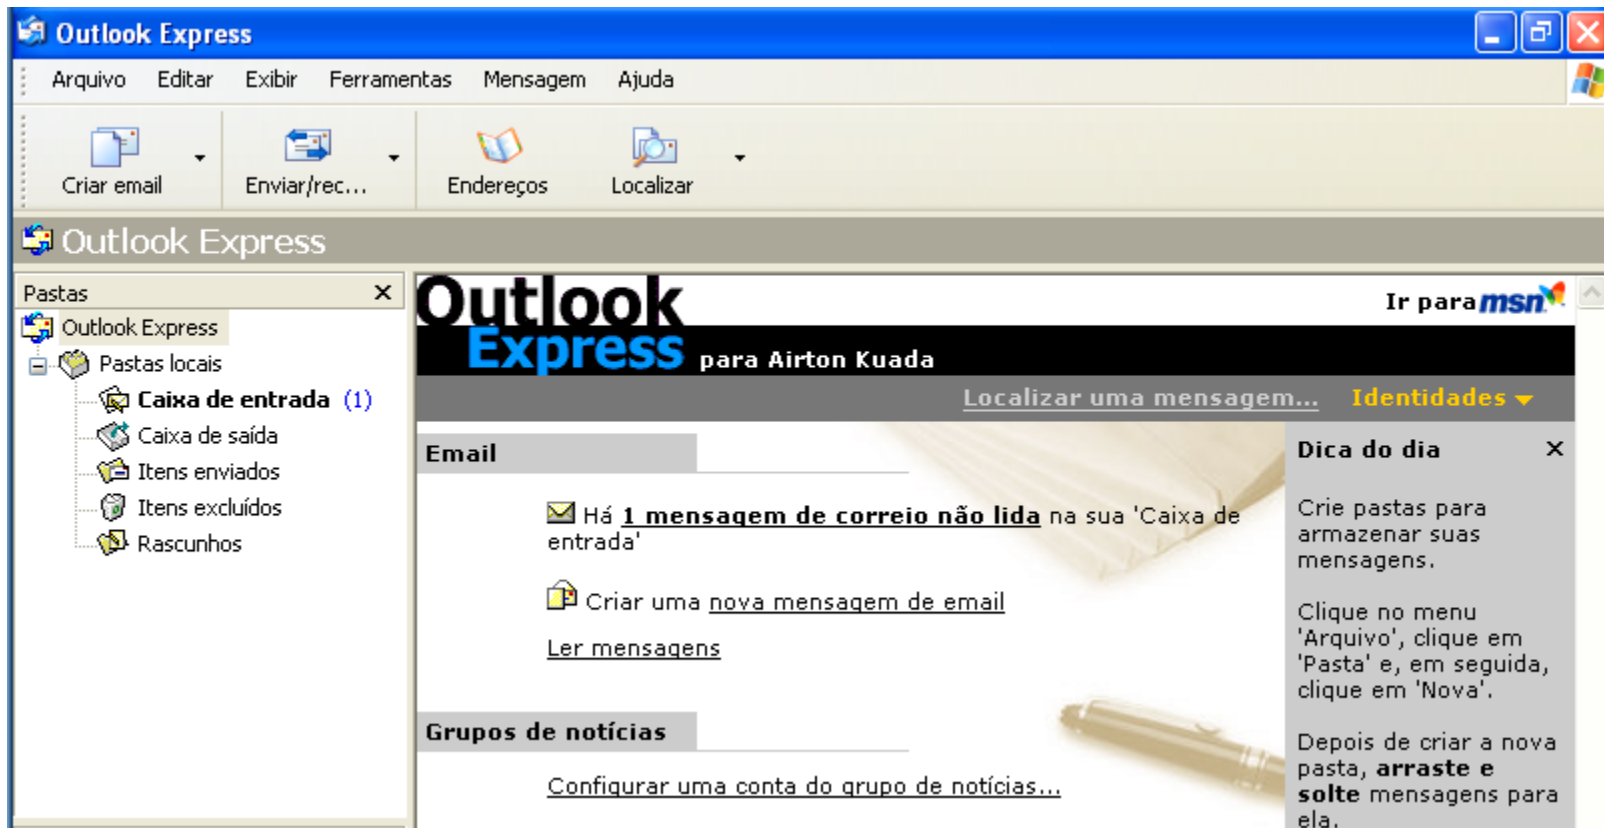 Outlook Express
Arquivo Editar Exibir Ferramentas Mensagem Ajuda
Criar email Enviar/rec... Endereços Localizar
Outlook Express
Pastas
Outlook Express
Pastas locais
Caixa de entrada (1)
Caixa de saída
Itens enviados
Itens excluídos
Rascunhos
Outlook
Express para Airton Kuada
Ir para msn
Localizar uma mensagem... Identidades
Email
Há 1 mensagem de correio não lida na sua 'Caixa de
entrada'
Criar uma nova mensagem de email
Ler mensagens
Grupos de notícias
Configurar uma conta do grupo de notícias...
Dica do dia
Crie pastas para
armazenar suas
mensagens.
Clique no menu
'Arquivo', clique em
'Pasta' e, em seguida,
clique em 'Nova'.
Depois de criar a nova
pasta, arraste e
solte mensagens para
ela.